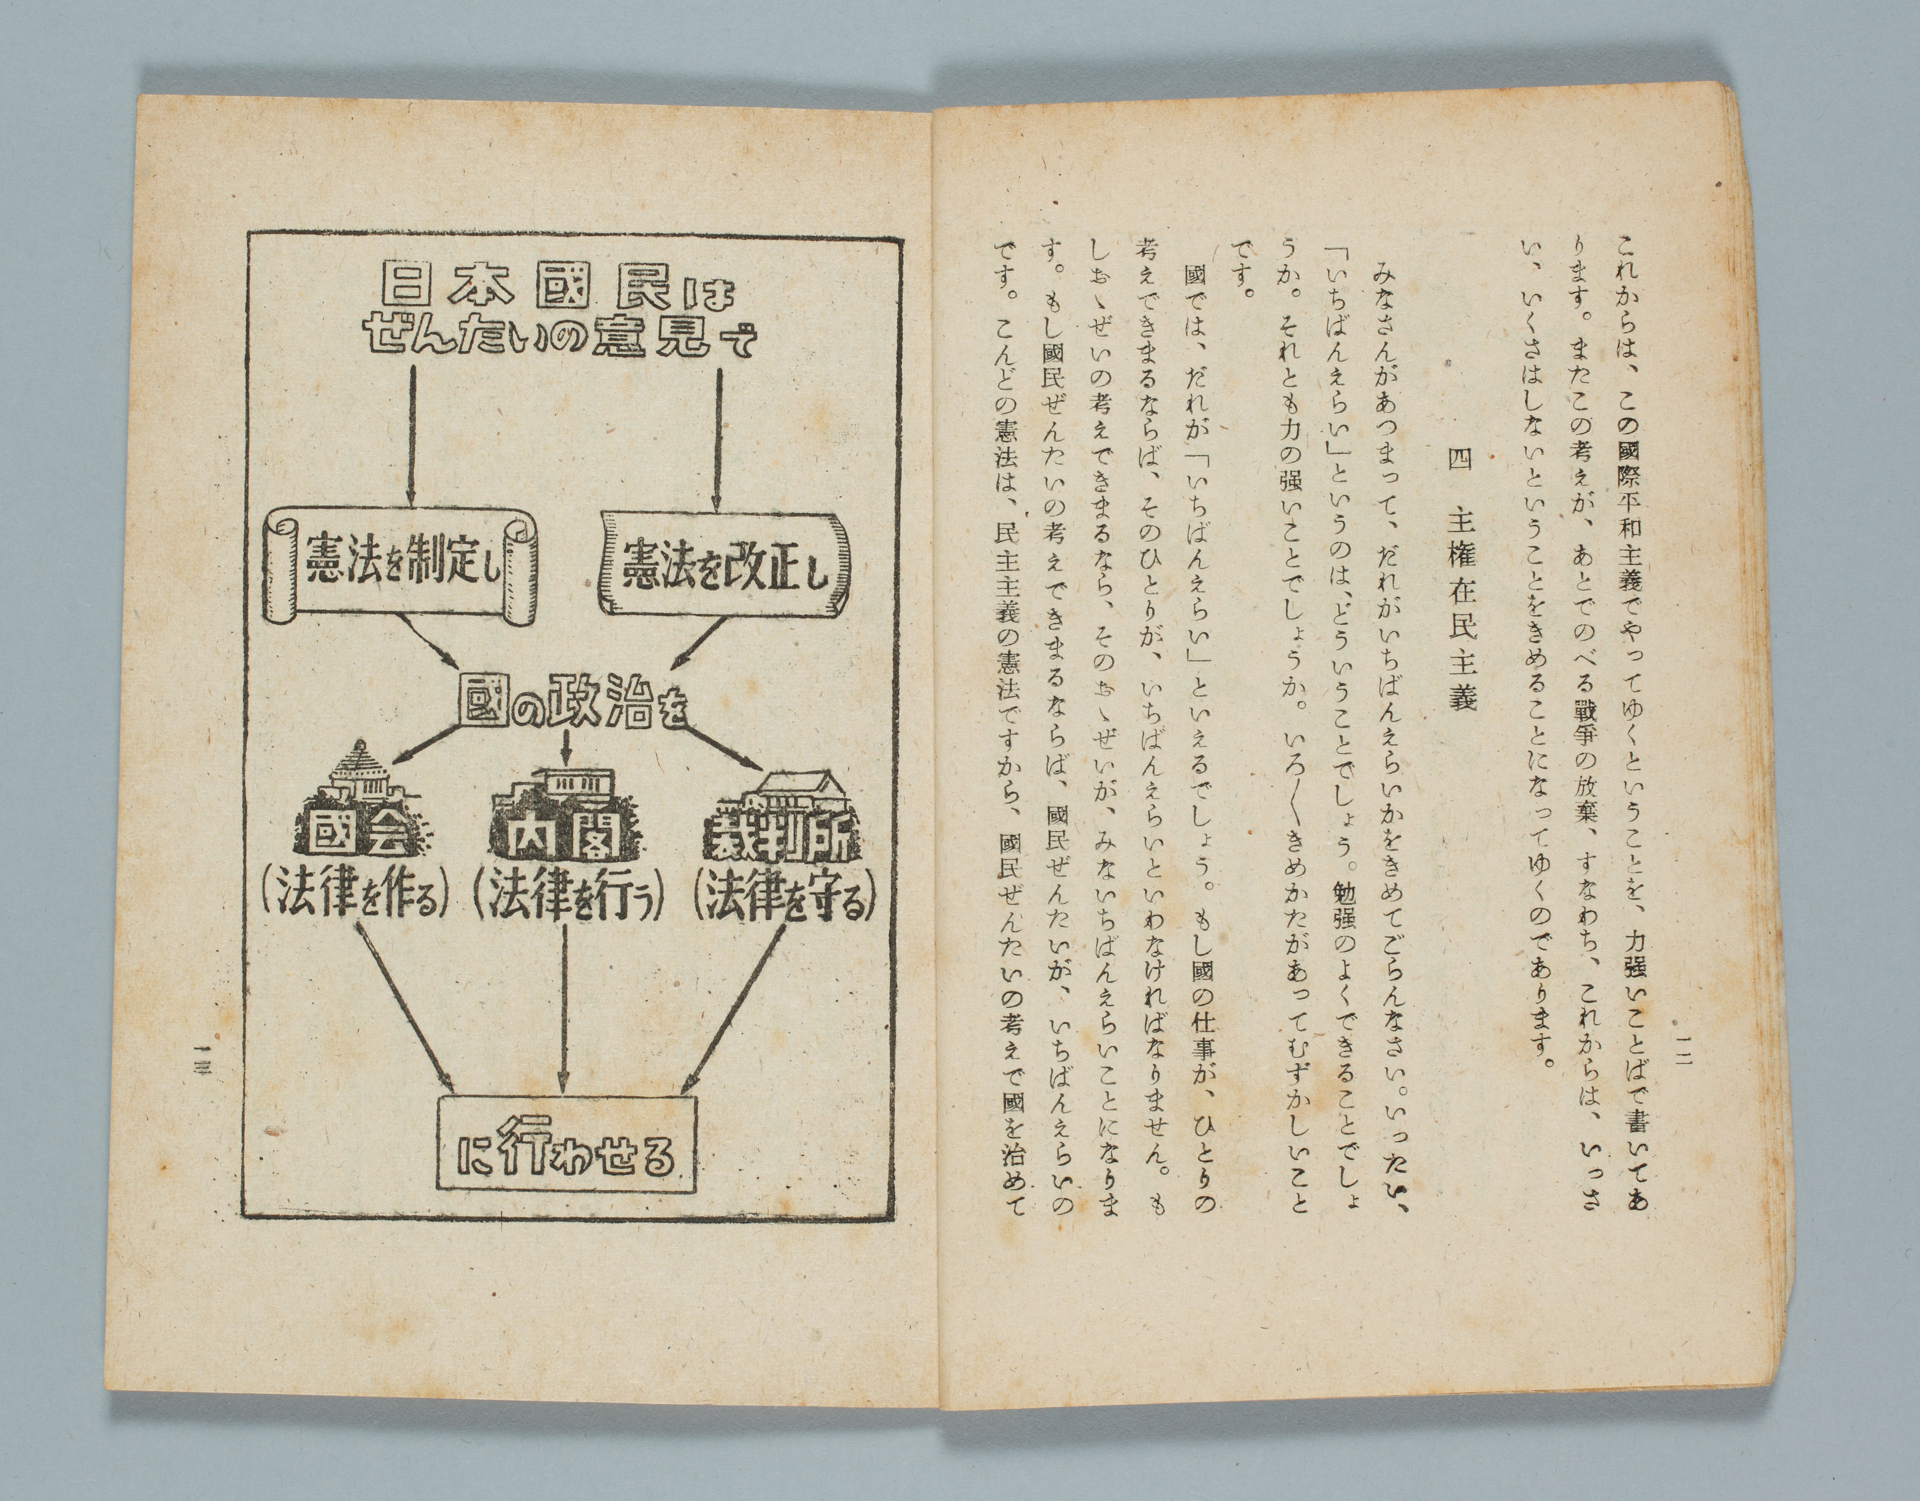 これからは、この國際平和主義でやってゆくということを、力强いことばで書いてあ
ります。またこの考えが、あとでのべる戰爭の放棄、すなわち、これからは、いっさ
い、いくさはしないということをきめることになってゆくのであります。
四　主権在民主義
みなさんがあつまって、だれがいちばんえらいかをきめてごらんなさい。いったい、
「いちばんえらい」というのは、どういうことでしょう。勉强のよくできることでしょ
うか。それとも力の强いことでしょうか。いろ〱きめかたがあってむずかしいこと
です。
國では、だれが「いちばんえらい」といえるでしょう。もし國の仕事が、ひとりの
考えできまるならば、そのひとりが、いちばんえらいといわなければなりません。も
しおゝぜいの考えできまるなら、そのおゝぜいが、みないちばんえらいことになりま
す。もし國民ぜんたいの考えできまるならば、國民ぜんたいが、いちばんえらいの
です。こんどの憲法は、民主主義の憲法ですから、國民ぜんたいの考えで國を治めて
一二
日本國民は
ぜんたいの意見で
憲法を制定し
憲法を改正し
國の政治を
國会
内閣
裁判所
(法律を作る)
(法律を行う)
(法律を守る)
に行わせる
一三